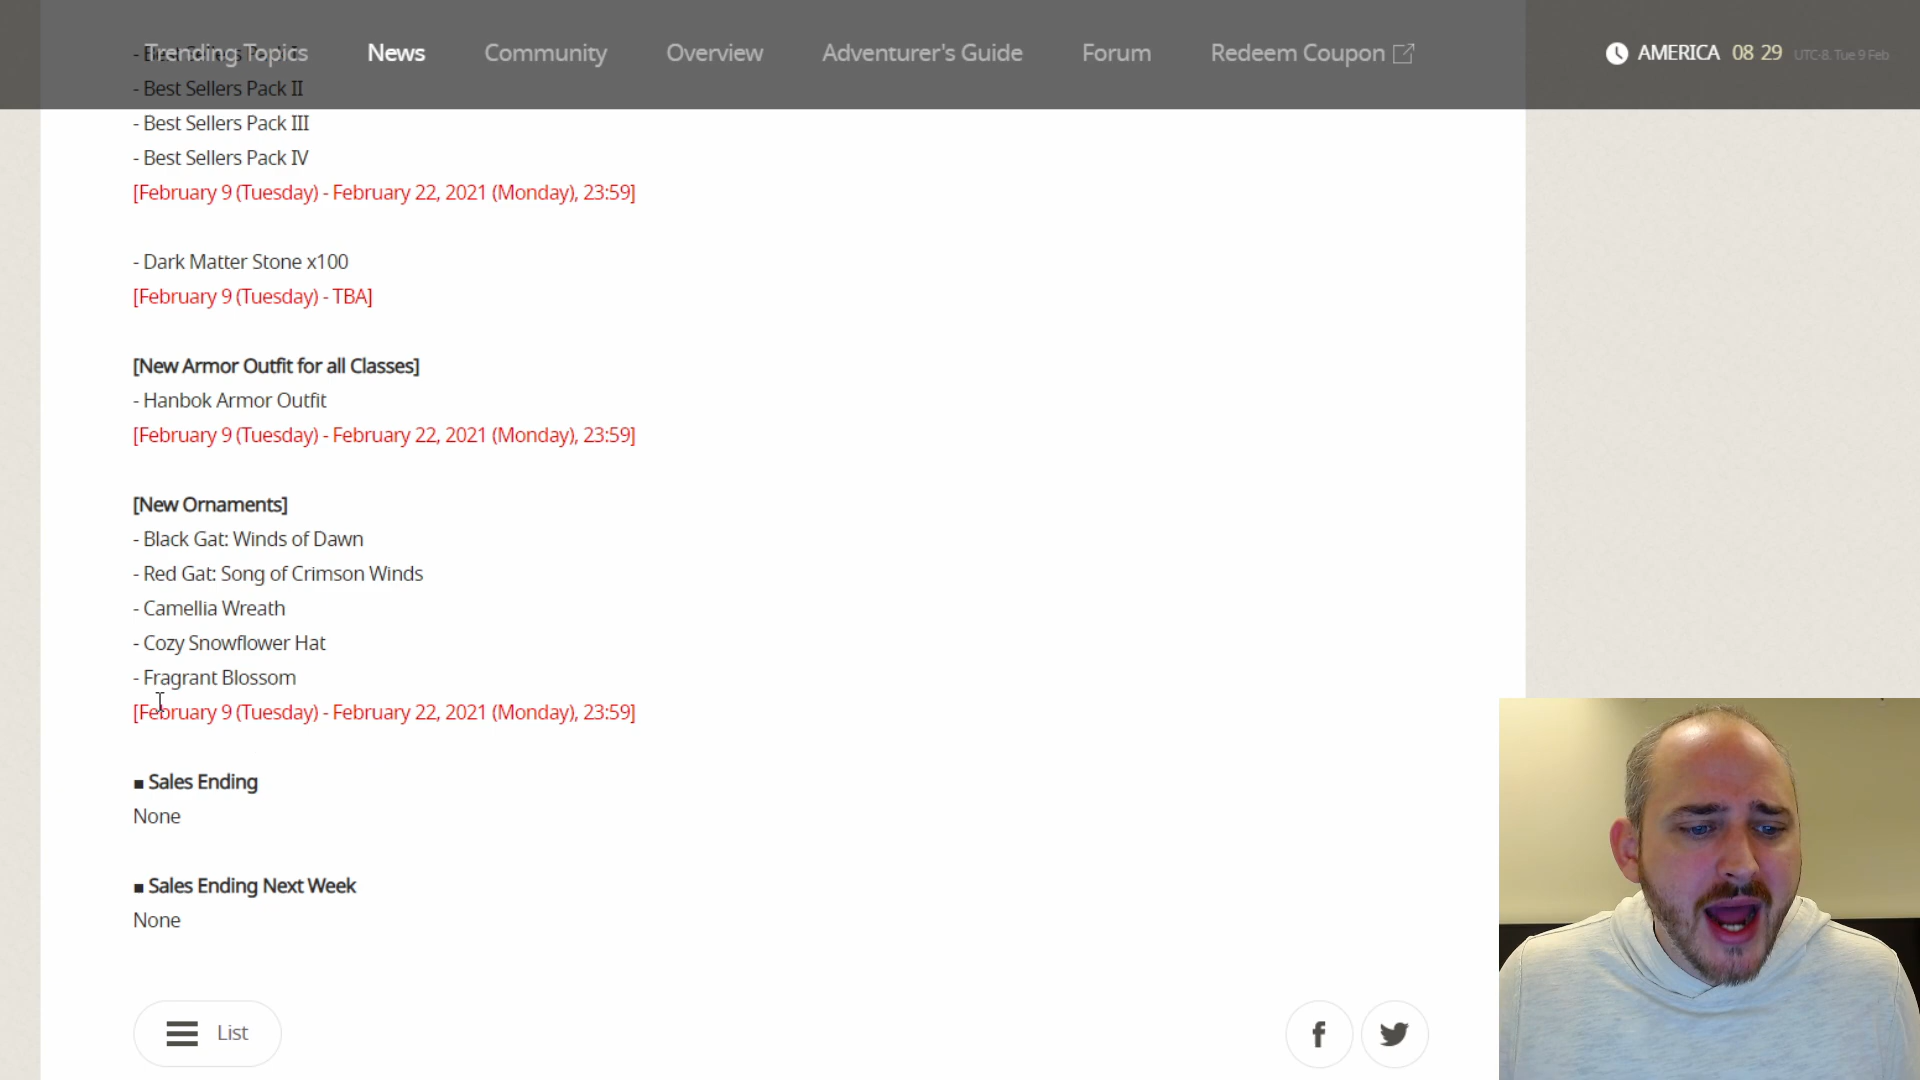 Trending Topics News Community Overview Adventurer's Guide Forum Redeem Coupon AMERICA 08 29 UTC-8. Tue 9 Feb
- Best Sellers Pack II
- Best Sellers Pack III
- Best Sellers Pack IV
[February 9 (Tuesday) - February 22, 2021 (Monday), 23:59]
- Dark Matter Stone x100
[February 9 (Tuesday) - TBA]
[New Armor Outfit for all Classes]
- Hanbok Armor Outfit
[February 9 (Tuesday) - February 22, 2021 (Monday), 23:59]
[New Ornaments]
- Black Gat: Winds of Dawn
- Red Gat: Song of Crimson Winds
- Camellia Wreath
- Cozy Snowflower Hat
- Fragrant Blossom
[February 9 (Tuesday) - February 22, 2021 (Monday), 23:59]
■ Sales Ending
None
■ Sales Ending Next Week
None
List